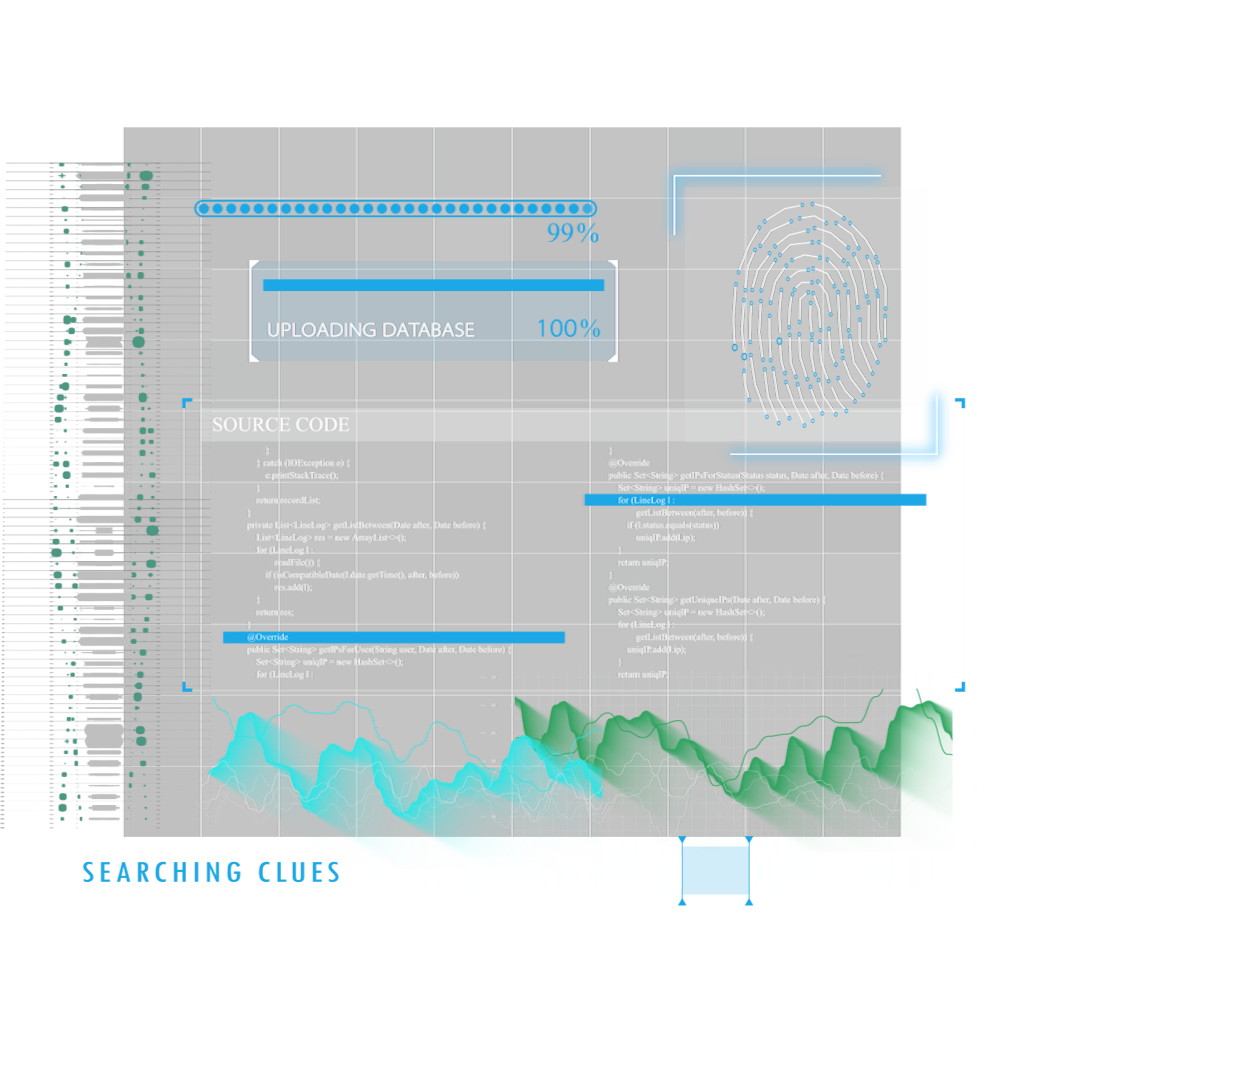 99%
UPLOADING DATABASE 100%
SOURCE CODE
}
} catch (IOException e) {
e.printStackTrace();
}
return recordList;
}
private List<LineLog> getListBetween(Date after, Date before) {
List<LineLog> res = new ArrayList<>();
for (LineLog l :
readFile()) {
if (isCompatibleDate(l.date.getTime(), after, before))
res.add(l);
}
return res;
}
@Override
public Set<String> getIPsForUser(String user, Date after, Date before) {
Set<String> uniqIP = new HashSet<>();
for (LineLog l :
}
@Override
public Set<String> getIPsForStatus(Status status, Date after, Date before) {
Set<String> uniqIP = new HashSet<>();
for (LineLog l :
getListBetween(after, before)) {
if (l.status.equals(status))
uniqIP.add(l.ip);
}
return uniqIP;
}
@Override
public Set<String> getUniqueIPs(Date after, Date before) {
Set<String> uniqIP = new HashSet<>();
for (LineLog l :
getListBetween(after, before)) {
uniqIP.add(l.ip);
}
return uniqIP;
SEARCHING CLUES